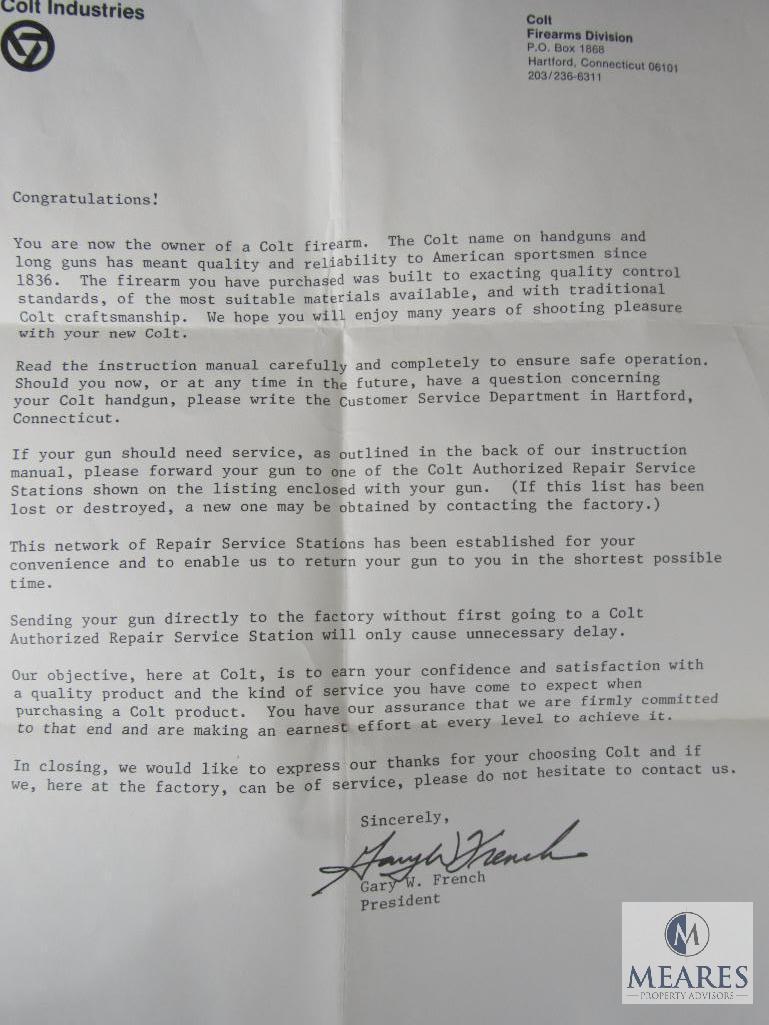 Colt Industries
Colt
Firearms Division
P.O. Box 1868
Hartford, Connecticut 06101
203/236-6311
Congratulations!
You are now the owner of a Colt firearm. The Colt name on handguns and
long guns has meant quality and reliability to American sportsmen since
1836. The firearm you have purchased was built to exacting quality control
standards, of the most suitable materials available, and with traditional
Colt craftsmanship. We hope you will enjoy many years of shooting pleasure
with your new Colt.
Read the instruction manual carefully and completely to ensure safe operation.
Should you now, or at any time in the future, have a question concerning
your Colt handgun, please write the Customer Service Department in Hartford,
Connecticut.
If your gun should need service, as outlined in the back of our instruction
manual, please forward your gun to one of the Colt Authorized Repair Service
Stations shown on the listing enclosed with your gun. (If this list has been
lost or destroyed, a new one may be obtained by contacting the factory.)
This network of Repair Service Stations has been established for your
convenience and to enable us to return your gun to you in the shortest possible
time.
Sending your gun directly to the factory without first going to a Colt
Authorized Repair Service Station will only cause unnecessary delay.
Our objective, here at Colt, is to earn your confidence and satisfaction with
a quality product and the kind of service you have come to expect when
purchasing a Colt product. You have our assurance that we are firmly committed
to that end and are making an earnest effort at every level to achieve it.
In closing, we would like to express our thanks for your choosing Colt and if
we, here at the factory, can be of service, please do not hesitate to contact us.
Sincerely,
Gary W French
Gary W. French
President
M
MEARES
PROPERTY ADVISORS